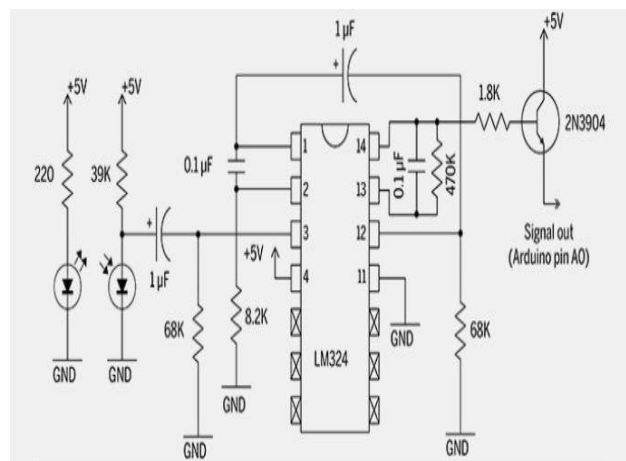 1 µF
+5V
+5V
+5V
1.8K
2N3904
220
39K
0.1 µF
1
14
0.1 µF
470K
2
13
+
1 µF
3
12
+5V
4
11
Signal out
(Arduino pin AO)
68K
8.2K
GND
68K
LM324
GND
GND
GND
GND
GND
+